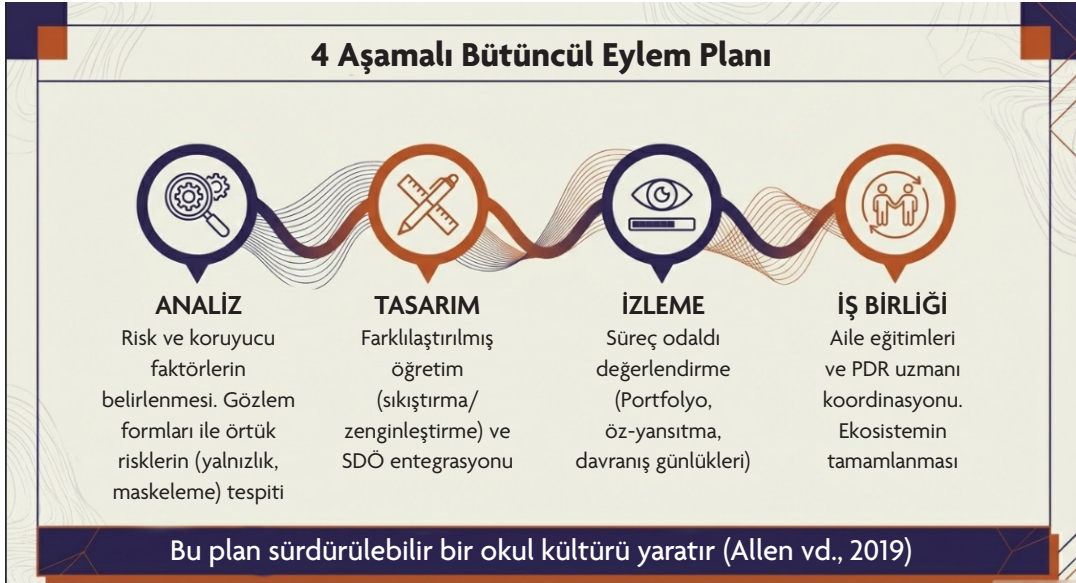 4 Aşamalı Bütüncül Eylem Planı
ANALİZ
Risk ve koruyucu
faktörlerin
belirlenmesi. Gözlem
formları ile örtük
risklerin (yalnızlık,
maskeleme) tespiti
TASARIM
Farklılaştırılmış
öğretim
(sıkıştırma/
zenginleştirme) ve
SDÖ entegrasyonu
İZLEME
Süreç odaldı
değerlendirme
(Portfolyo,
öz-yansıtma,
davranış günlükleri)
İŞ BİRLİĞİ
Aile eğitimleri
ve PDR uzmanı
koordinasyonu.
Ekosistemin
tamamlanması
Bu plan sürdürülebilir bir okul kültürü yaratır (Allen vd., 2019)